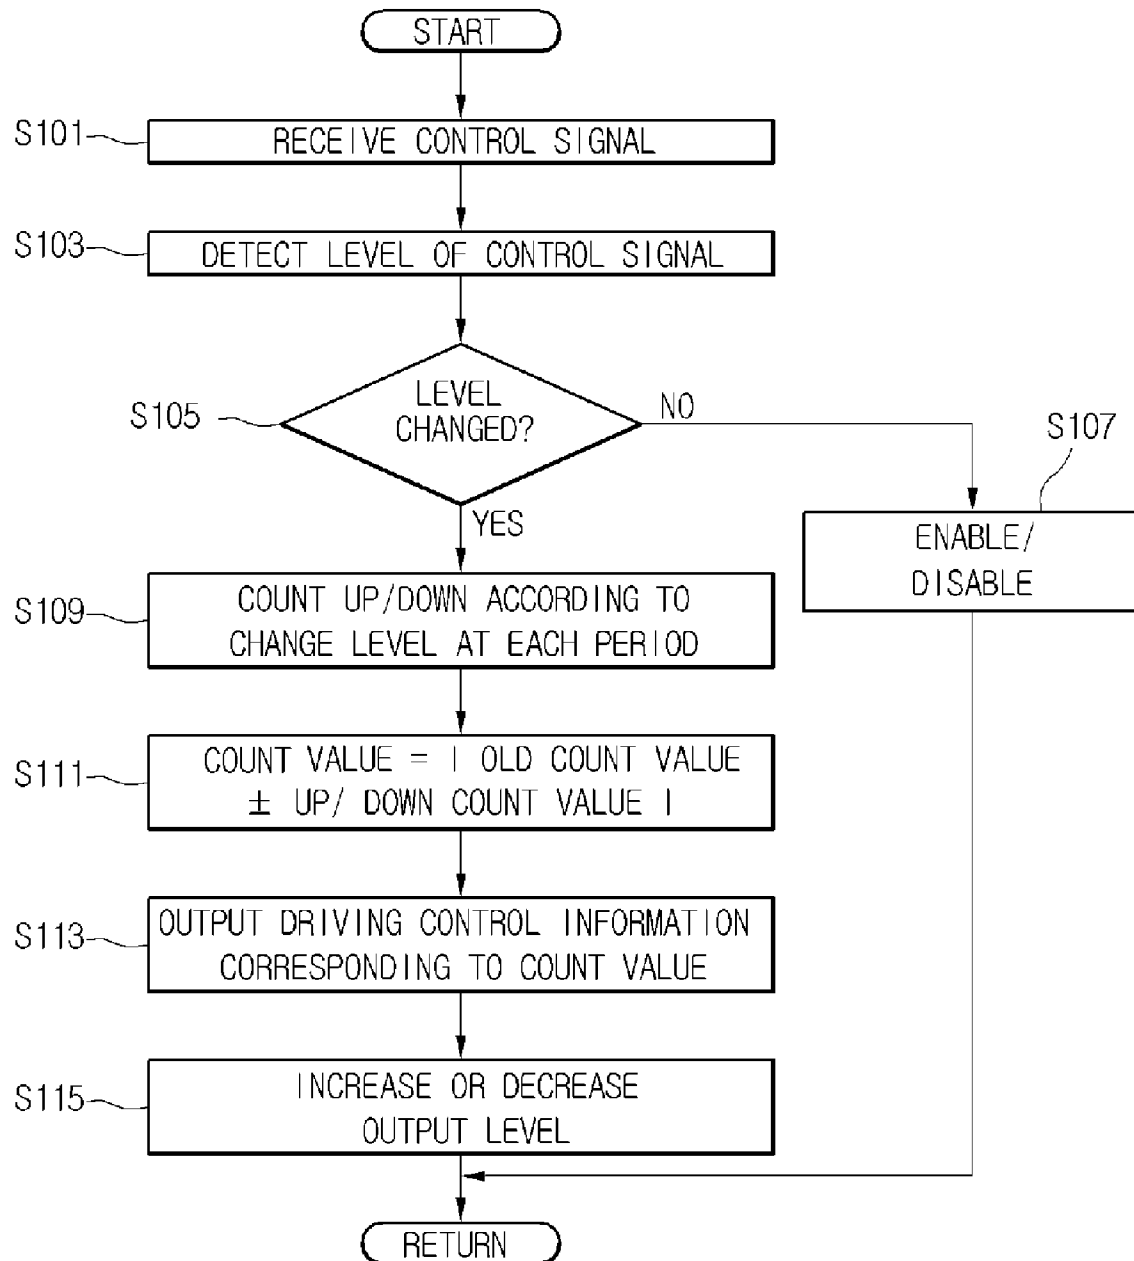 START
S101
RECEIVE CONTROL SIGNAL
S103
DETECT LEVEL OF CONTROL SIGNAL
S105
LEVEL
CHANGED?
NO
YES
S107
ENABLE/
DISABLE
S109
COUNT UP/DOWN ACCORDING TO
CHANGE LEVEL AT EACH PERIOD
S111
COUNT VALUE = | OLD COUNT VALUE
± UP/ DOWN COUNT VALUE |
S113
OUTPUT DRIVING CONTROL INFORMATION
CORRESPONDING TO COUNT VALUE
S115
INCREASE OR DECREASE
OUTPUT LEVEL
RETURN